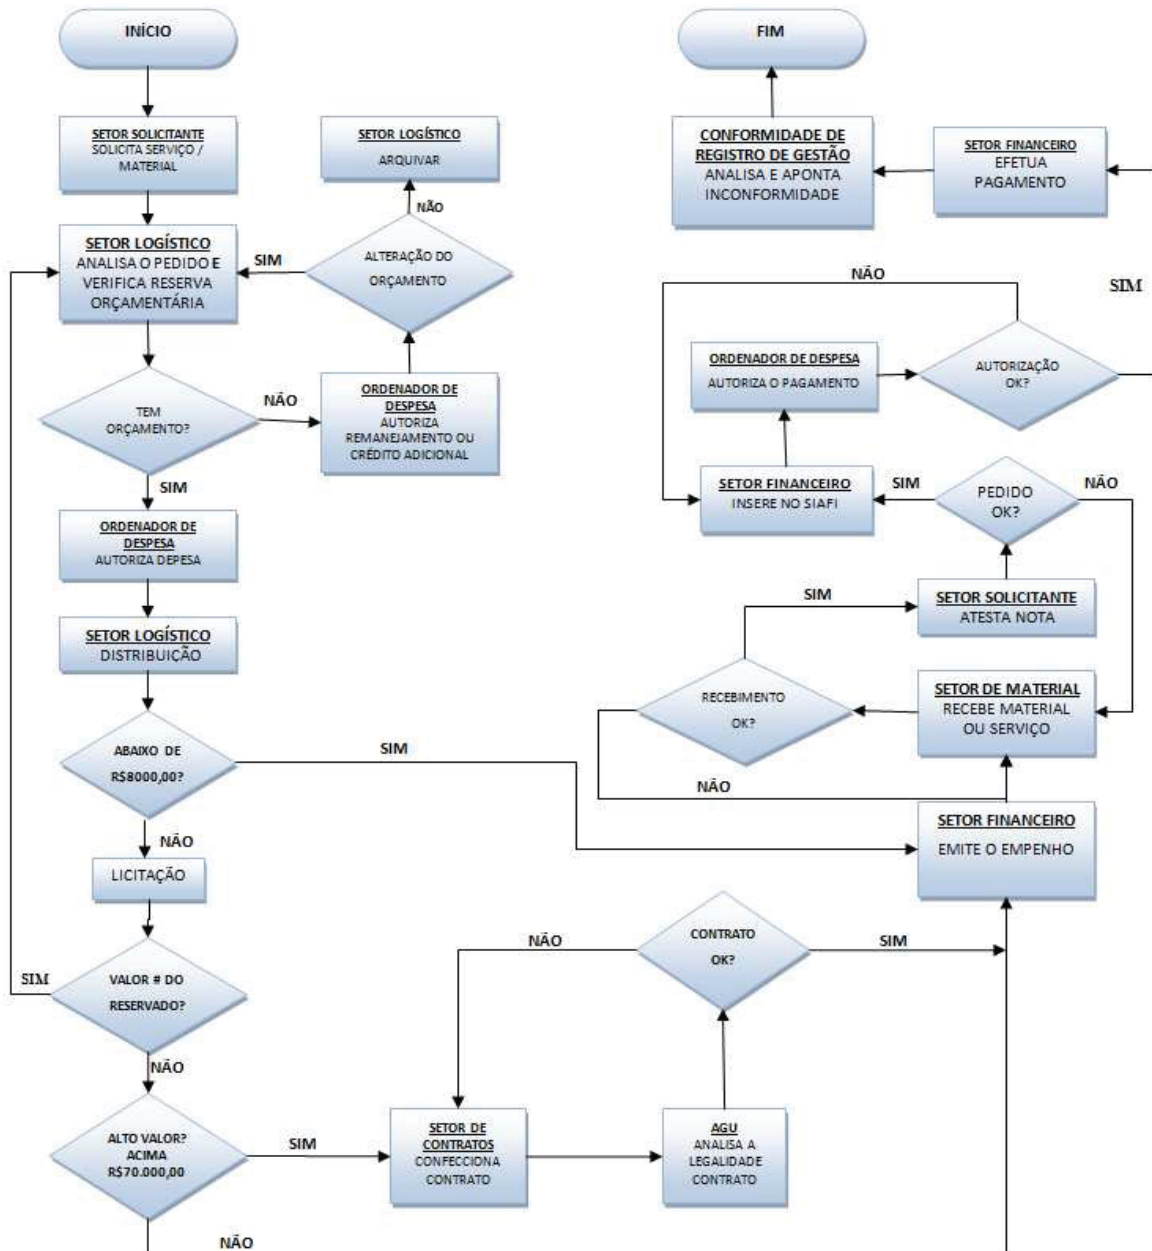 INÍCIO
SETOR SOLICITANTE
SOLICITA SERVIÇO /
MATERIAL
SETOR LOGÍSTICO
ARQUIVAR
NÃO
SETOR LOGÍSTICO
ANALISA O PEDIDO E
VERIFICA RESERVA
ORÇAMENTÁRIA
SIM
ALTERAÇÃO DO
ORÇAMENTO
TEM
ORÇAMENTO?
NÃO
ORDENADOR DE
DESPESA
AUTORIZA
REMANEJAMENTO OU
CRÉDITO ADICIONAL
SIM
ORDENADOR DE
DESPESA
AUTORIZA DEPESA
SETOR LOGÍSTICO
DISTRIBUIÇÃO
ABAIXO DE
R$8000,00?
SIM
NÃO
LICITAÇÃO
VALOR # DO
RESERVADO?
SIM
NÃO
ALTO VALOR?
ACIMA
R$70.000,00
SIM
NÃO
SETOR DE
CONTRATOS
CONFECCIONA
CONTRATO
AGU
ANALISA A
LEGALIDADE
CONTRATO
CONTRATO
OK?
NÃO
SIM
SETOR FINANCEIRO
EMITE O EMPENHO
SETOR DE MATERIAL
RECEBE MATERIAL
OU SERVIÇO
RECEBIMENTO
OK?
NÃO
SIM
SETOR SOLICITANTE
ATESTA NOTA
PEDIDO
OK?
NÃO
SIM
SETOR FINANCEIRO
INSERE NO SIAFI
ORDENADOR DE DESPESA
AUTORIZA O PAGAMENTO
AUTORIZAÇÃO
OK?
NÃO
SIM
SETOR FINANCEIRO
EFETUA
PAGAMENTO
CONFORMIDADE DE
REGISTRO DE GESTÃO
ANALISA E APONTA
INCONFORMIDADE
FIM